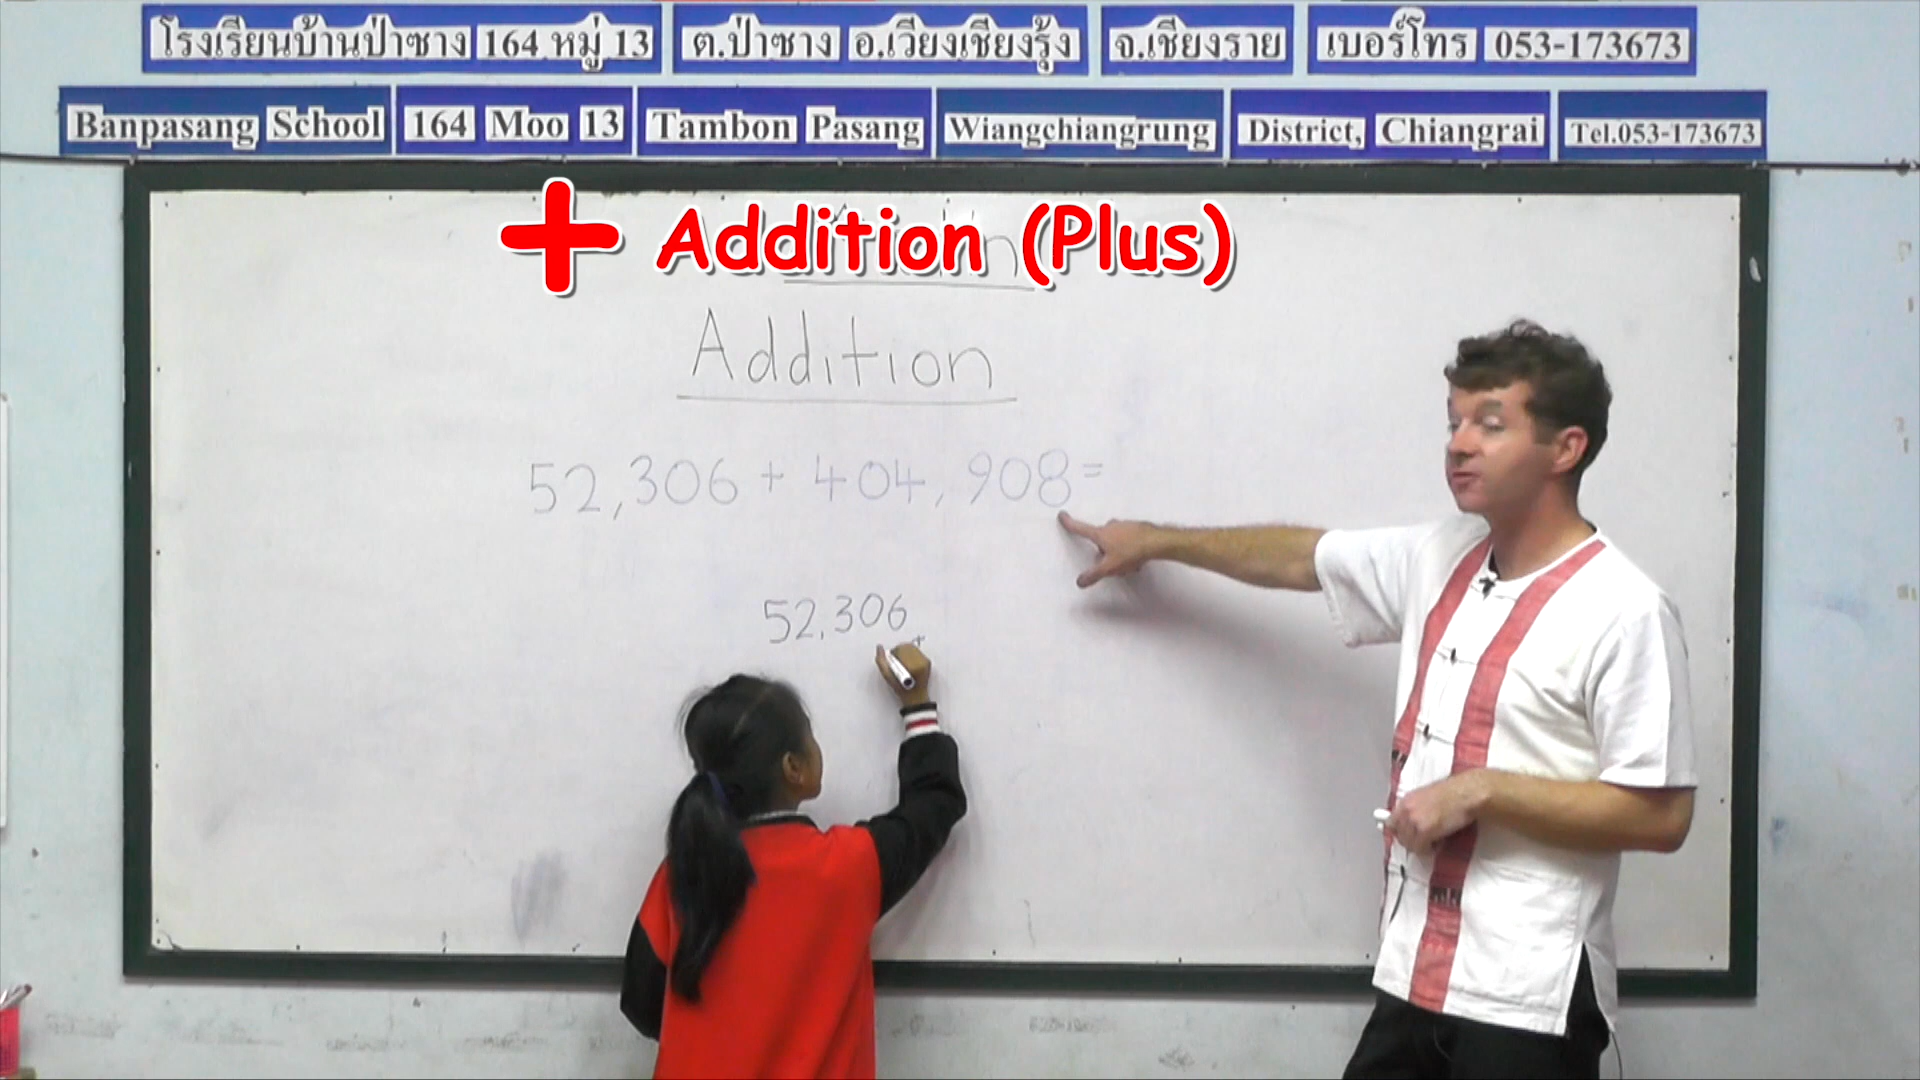 โรงเรียนบ้านป่าซาง 164 หมู่ 13 ต.ป่าซาง อ.เวียงเชียงรุ้ง จ.เชียงราย เบอร์โทร 053-173673
Banpasang School 164 Moo 13 Tambon Pasang Wiangchiangrung District, Chiangrai Tel.053-173673
+ Addition (Plus)
Addition
52,306 + 404,908=
52,306
+